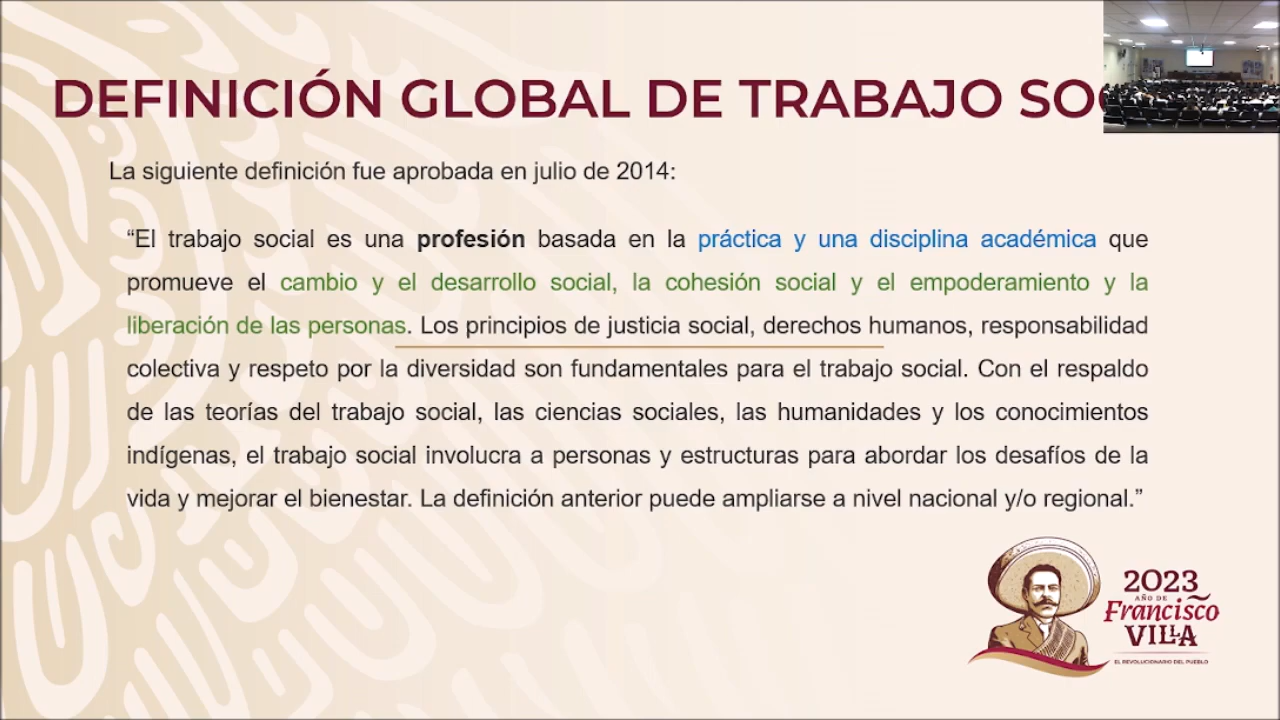 DEFINICIÓN GLOBAL DE TRABAJO
La siguiente definición fue aprobada en julio de 2014:
“El trabajo social es una profesión basada en la práctica y una disciplina académica que
promueve el cambio y el desarrollo social, la cohesión social y el empoderamiento y la
liberación de las personas. Los principios de justicia social, derechos humanos, responsabilidad
colectiva y respeto por la diversidad son fundamentales para el trabajo social. Con el respaldo
de las teorías del trabajo social, las ciencias sociales, las humanidades y los conocimientos
indígenas, el trabajo social involucra a personas y estructuras para abordar los desafíos de la
vida y mejorar el bienestar. La definición anterior puede ampliarse a nivel nacional y/o regional.”
2023
AÑO DE
Francisco
VILLA
EL REVOLUCIONARIO DEL PUEBLO